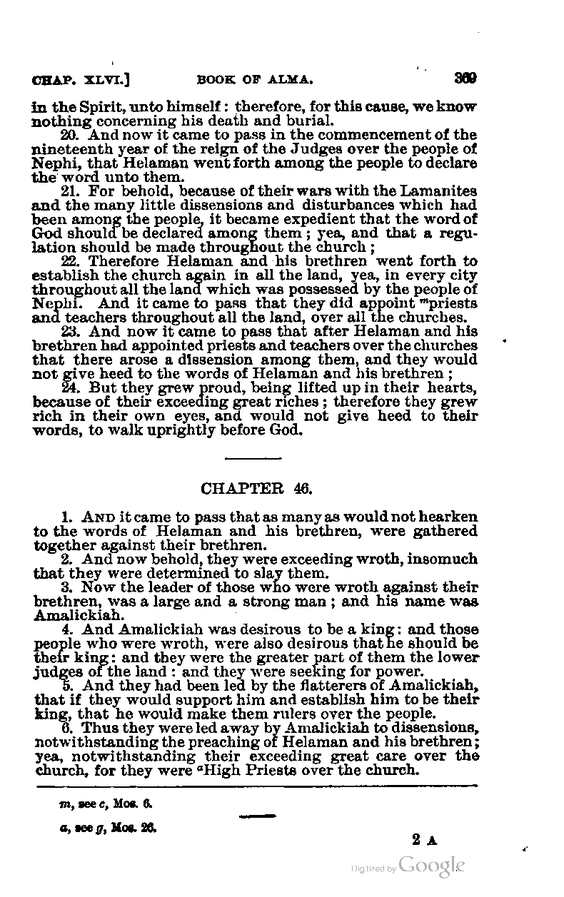 CHAP. XLVI.] BOOK OF ALMA. 369
in the Spirit, unto himself: therefore, for this cause, we know
nothing concerning his death and burial.
20. And now it came to pass in the commencement of the
nineteenth year of the reign of the Judges over the people of
Nephi, that Helaman went forth among the people to declare
the word unto them.
21. For behold, because of their wars with the Lamanites
and the many little dissensions and disturbances which had
been among the people, it became expedient that the word of
God should be declared among them; yea, and that a regu-
lation should be made throughout the church;
22. Therefore Helaman and his brethren went forth to
establish the church again in all the land, yea, in every city
throughout all the land which was possessed by the people of
Nephi. And it came to pass that they did appoint ᵐpriests
and teachers throughout all the land, over all the churches.
23. And now it came to pass that after Helaman and his
brethren had appointed priests and teachers over the churches
that there arose a dissension among them, and they would
not give heed to the words of Helaman and his brethren;
24. But they grew proud, being lifted up in their hearts,
because of their exceeding great riches; therefore they grew
rich in their own eyes, and would not give heed to their
words, to walk uprightly before God.
CHAPTER 46.
1. AND it came to pass that as many as would not hearken
to the words of Helaman and his brethren, were gathered
together against their brethren.
2. And now behold, they were exceeding wroth, insomuch
that they were determined to slay them.
3. Now the leader of those who were wroth against their
brethren, was a large and a strong man; and his name was
Amalickiah.
4. And Amalickiah was desirous to be a king: and those
people who were wroth, were also desirous that he should be
their king: and they were the greater part of them the lower
judges of the land: and they were seeking for power.
5. And they had been led by the flatterers of Amalickiah,
that if they would support him and establish him to be their
king, that he would make them rulers over the people.
6. Thus they were led away by Amalickiah to dissensions,
notwithstanding the preaching of Helaman and his brethren;
yea, notwithstanding their exceeding great care over the
church, for they were ᵃHigh Priests over the church.
m, see c, Mos. 6.
a, see g, Mos. 26.
2 A
Digitized by Google